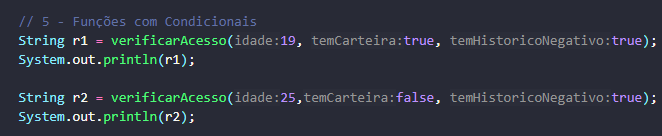 // 5 - Funções com Condicionais
String r1 = verificarAcesso(idade:19, temCarteira:true, temHistoricoNegativo:true);
System.out.println(r1);
String r2 = verificarAcesso(idade:25,temCarteira:false, temHistoricoNegativo:true);
System.out.println(r2);